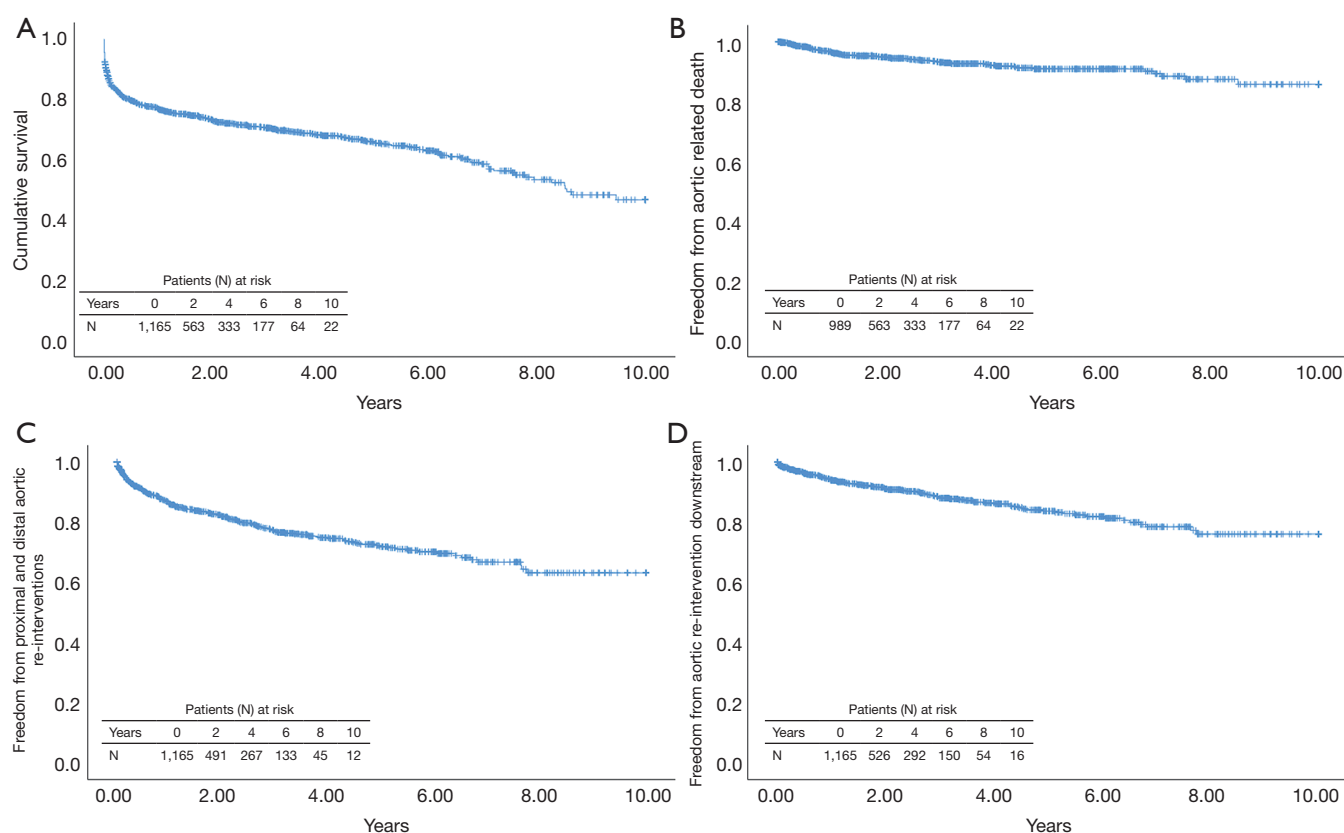 A
1.0
0.8
0.6
0.4
0.2
0.0
Cumulative survival
Patients (N) at risk
Years 0 2 4 6 8 10
N 1,165 563 333 177 64 22
0.00 2.00 4.00 6.00 8.00 10.00
Years
B
1.0
0.8
0.6
0.4
0.2
0.0
Freedom from aortic related death
Patients (N) at risk
Years 0 2 4 6 8 10
N 989 563 333 177 64 22
0.00 2.00 4.00 6.00 8.00 10.00
Years
C
1.0
0.8
0.6
0.4
0.2
0.0
Freedom from proximal and distal aortic
re-interventions
Patients (N) at risk
Years 0 2 4 6 8 10
N 1,165 491 267 133 45 12
0.00 2.00 4.00 6.00 8.00 10.00
Years
D
1.0
0.8
0.6
0.4
0.2
0.0
Freedom from aortic re-intervention downstream
Patients (N) at risk
Years 0 2 4 6 8 10
N 1,165 526 292 150 54 16
0.00 2.00 4.00 6.00 8.00 10.00
Years